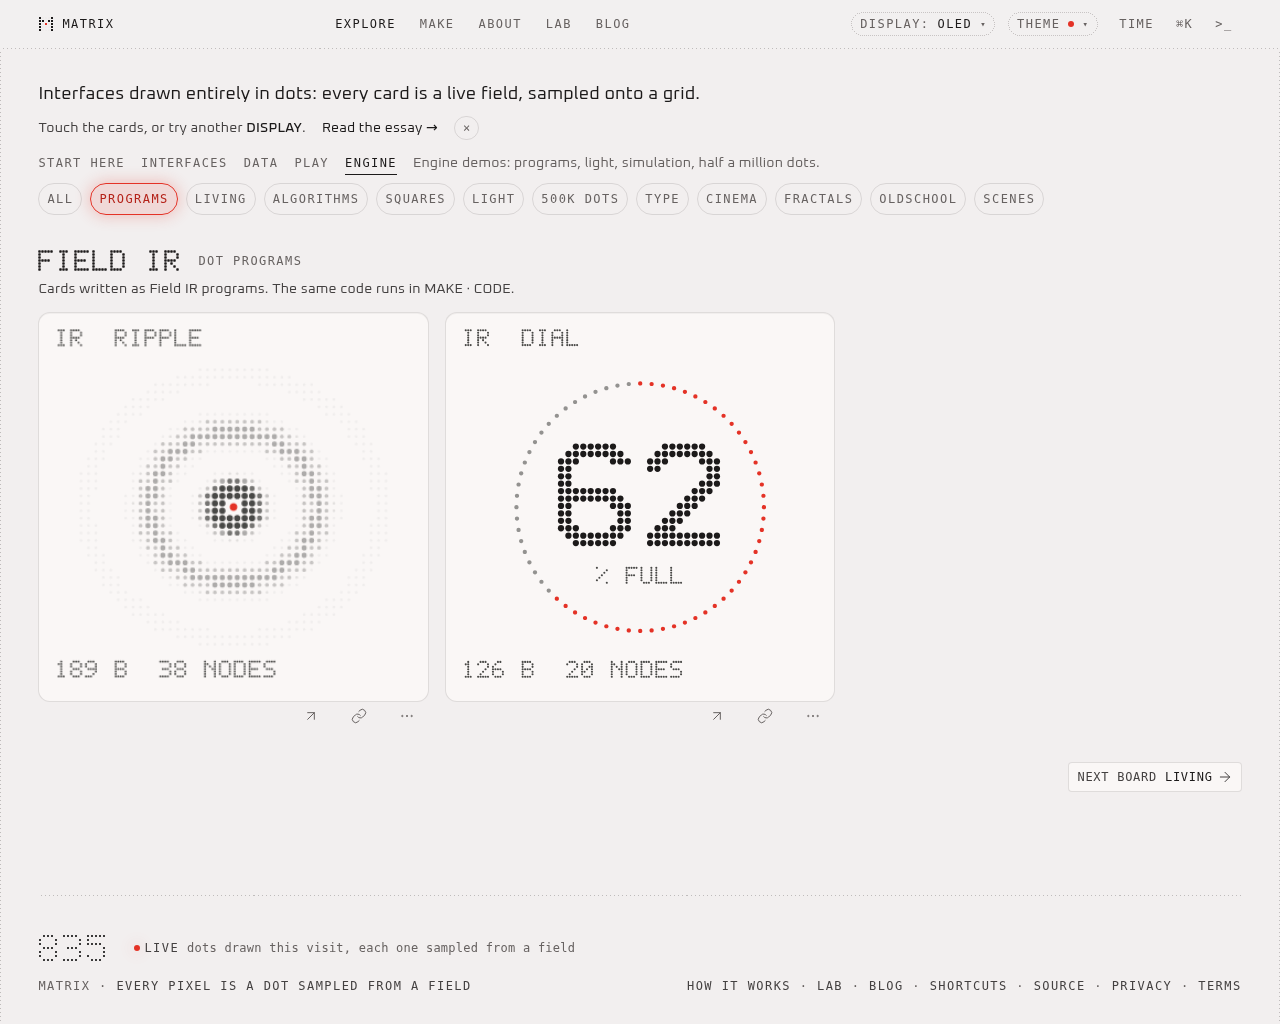 MATRIX EXPLORE MAKE ABOUT LAB BLOG DISPLAY: OLED ▾ THEME ▾ TIME ⌘K >_
Interfaces drawn entirely in dots: every card is a live field, sampled onto a grid.
Touch the cards, or try another DISPLAY. Read the essay → ×
START HERE INTERFACES DATA PLAY ENGINE Engine demos: programs, light, simulation, half a million dots.
ALL PROGRAMS LIVING ALGORITHMS SQUARES LIGHT 500K DOTS TYPE CINEMA FRACTALS OLDSCHOOL SCENES
FIELD IR DOT PROGRAMS
Cards written as Field IR programs. The same code runs in MAKE · CODE.
IR RIPPLE
189 B 38 NODES
IR DIAL
62
% FULL
126 B 20 NODES
NEXT BOARD LIVING →
835 LIVE dots drawn this visit, each one sampled from a field
MATRIX · EVERY PIXEL IS A DOT SAMPLED FROM A FIELD
HOW IT WORKS · LAB · BLOG · SHORTCUTS · SOURCE · PRIVACY · TERMS